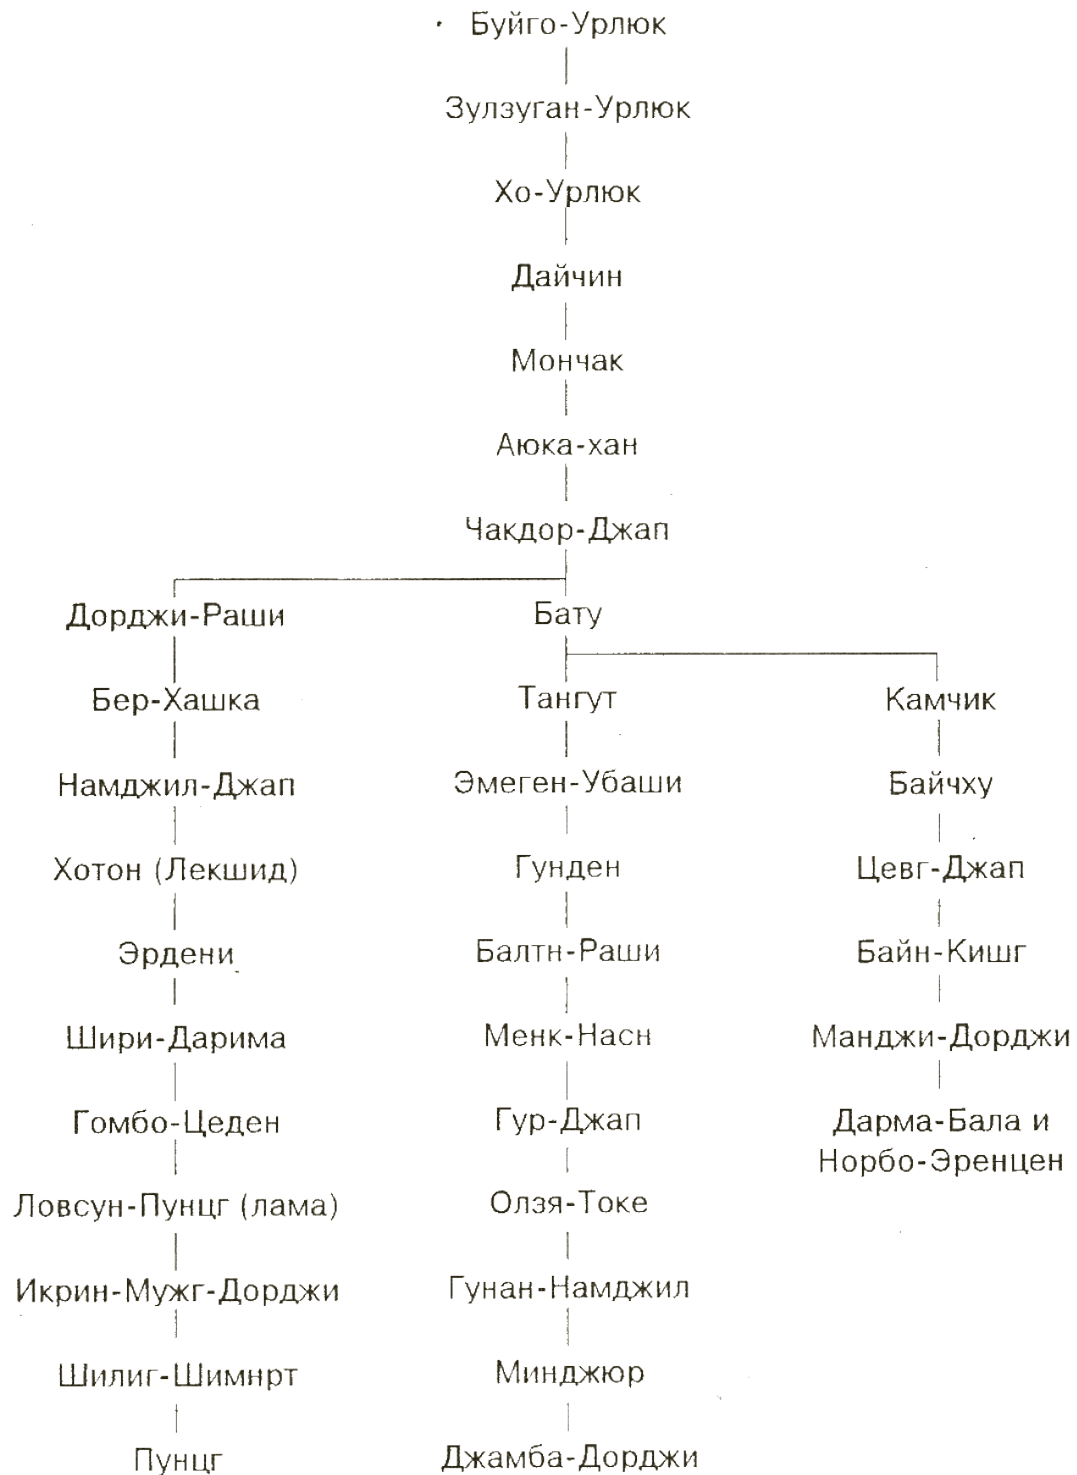 Буйго-Урлюк
Зулзуган-Урлюк
Хо-Урлюк
Дайчин
Мончак
Аюка-хан
Чакдор-Джап
Дорджи-Раши Бату
Бер-Хашка Тангут Камчик
Намджил-Джап Эмеген-Убаши Байчху
Хотон (Лекшид) Гунден Цевг-Джап
Эрдени Балтн-Раши Байн-Кишг
Шири-Дарима Менк-Насн Манджи-Дорджи
Гомбо-Цеден Гур-Джап Дарма-Бала и
Норбо-Эренцен
Ловсун-Пунцг (лама) Олзя-Токе
Икрин-Мужг-Дорджи Гунан-Намджил
Шилиг-Шимнрт Минджюр
Пунцг Джамба-Дорджи